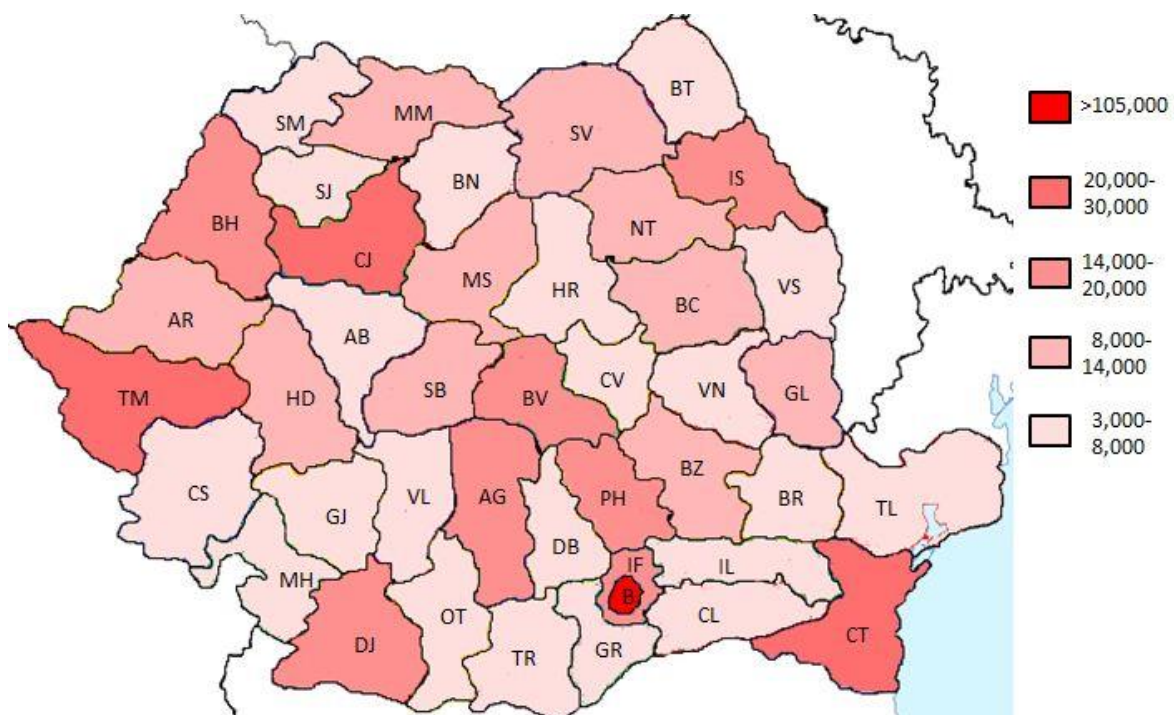 BT
SM
MM
SV
SJ
BN
IS
BH
CJ
NT
MS
HR
BC
VS
AR
AB
TM
HD
SB
BV
CV
VN
GL
CS
GJ
VL
AG
DB
PH
BZ
BR
TL
MH
IF
IL
B
DJ
OT
TR
GR
CL
CT
>105,000
20,000-
30,000
14,000-
20,000
8,000-
14,000
3,000-
8,000